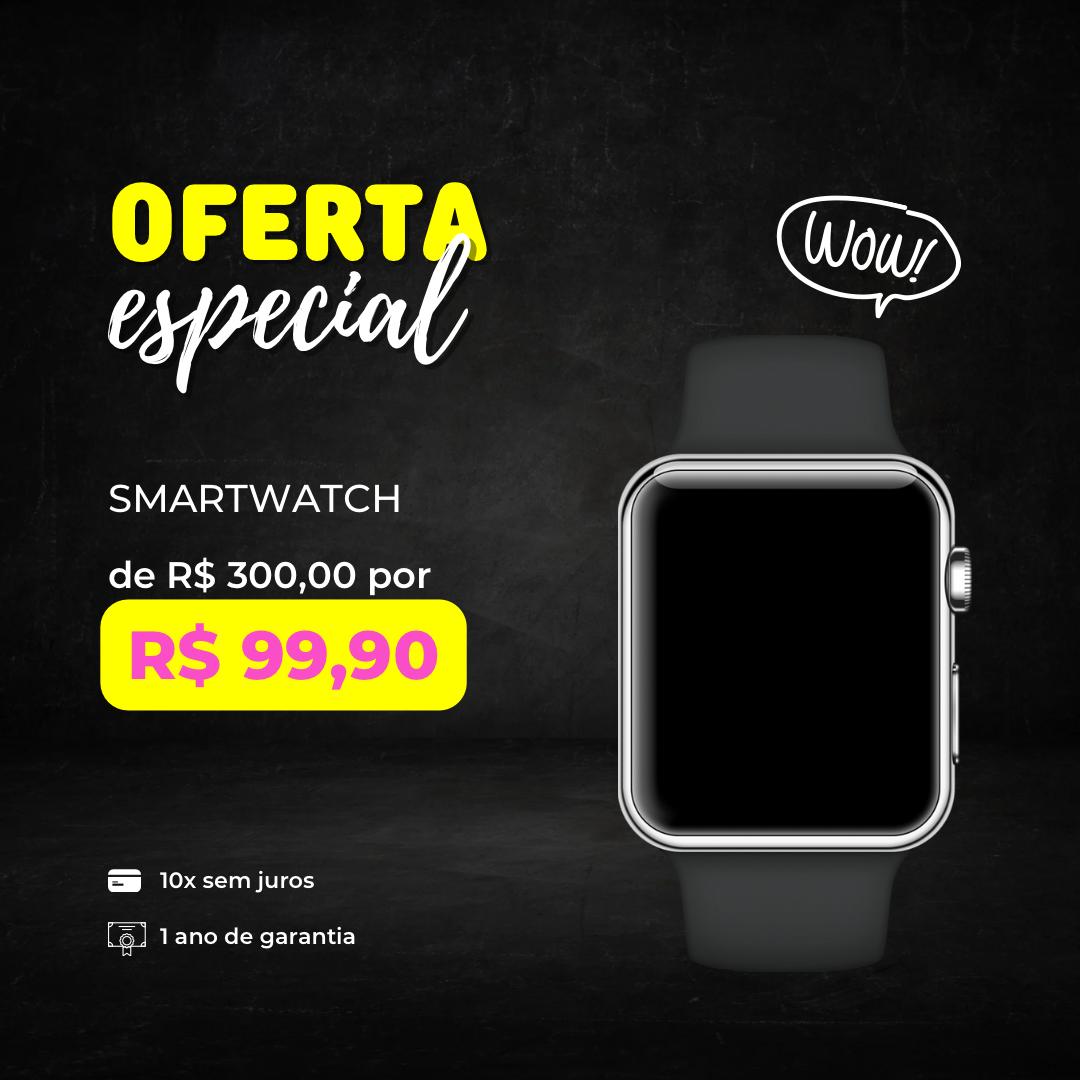 OFERTA
especial
Wow!
SMARTWATCH
de R$ 300,00 por
R$ 99,90
10x sem juros
1 ano de garantia